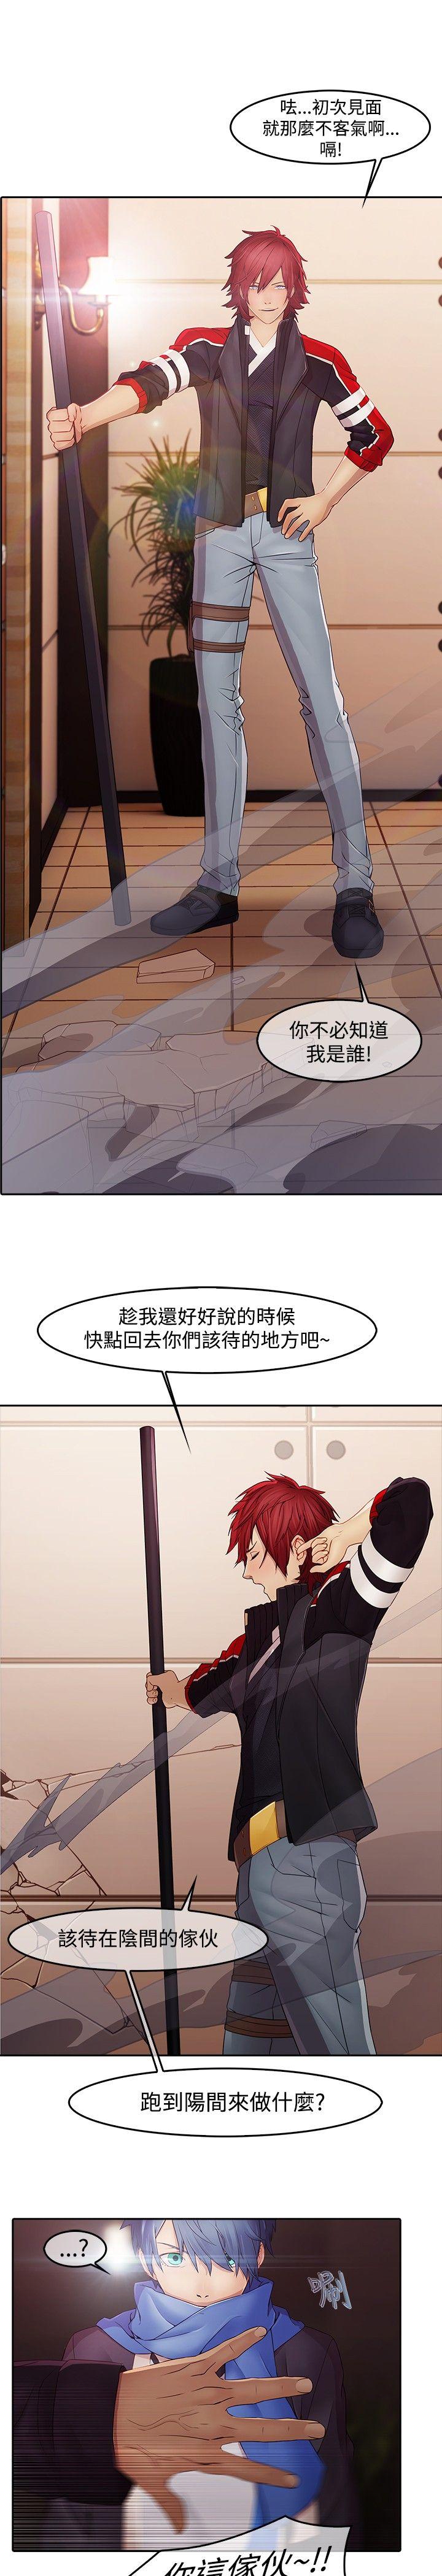 呿...初次見面
就那麼不客氣啊...
嗝!
你不必知道
我是誰!
趁我還好好說的時候
快點回去你們該待的地方吧~
該待在陰間的傢伙
跑到陽間來做什麼?
...?
唰
你這傢伙~!!